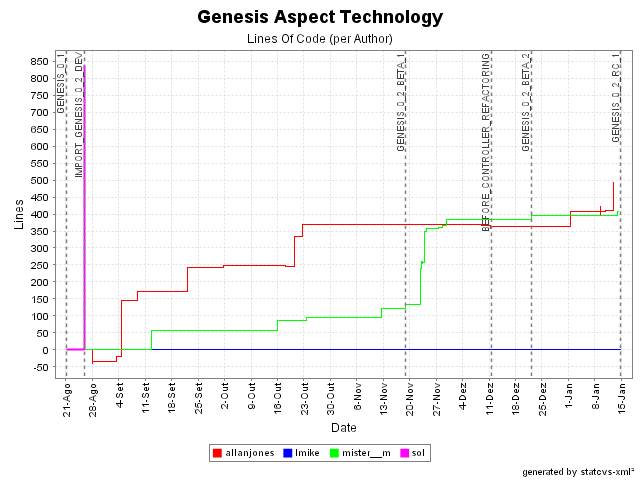 Genesis Aspect Technology
Lines Of Code (per Author)
GENESIS_0_1
IMPORT_GENESIS_0_2_DEV
GENESIS_0_2_BETA_1
BEFORE_CONTROLLER_REFACTORING
GENESIS_0_2_BETA_2
GENESIS_0_2_RC_1
Lines
850
800
750
700
650
600
550
500
450
400
350
300
250
200
150
100
50
0
-50
21-Ago
28-Ago
4-Set
11-Set
18-Set
25-Set
2-Out
9-Out
16-Out
23-Out
30-Out
6-Nov
13-Nov
20-Nov
27-Nov
4-Dez
11-Dez
18-Dez
25-Dez
1-Jan
8-Jan
15-Jan
Date
allanjones lmike mister__m sol
generated by statcvs-xml²